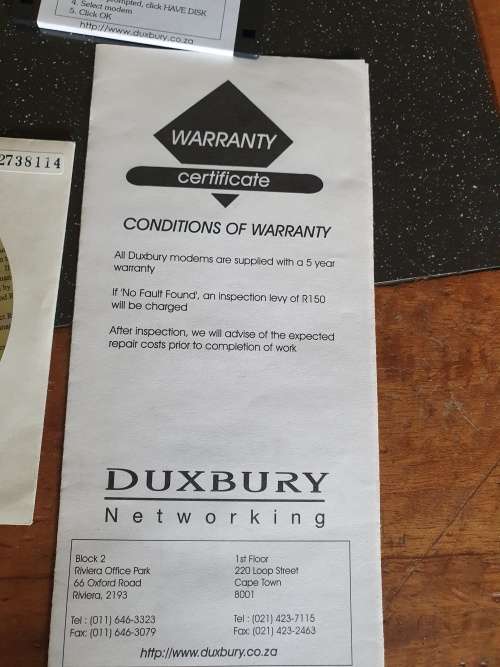 prompted, click HAVE DISK
4. Select modem
5. Click OK
http://www.duxbury.co.za
2738114
WARRANTY
certificate
CONDITIONS OF WARRANTY
All Duxbury modems are supplied with a 5 year
warranty
If 'No Fault Found', an inspection levy of R150
will be charged
After inspection, we will advise of the expected
repair costs prior to completion of work
DUXBURY
Networking
Block 2
Riviera Office Park
66 Oxford Road
Riviera, 2193
Tel : (011) 646-3323
Fax: (011) 646-3079
1st Floor
220 Loop Street
Cape Town
8001
Tel : (021) 423-7115
Fax: (021) 423-2463
http://www.duxbury.co.za